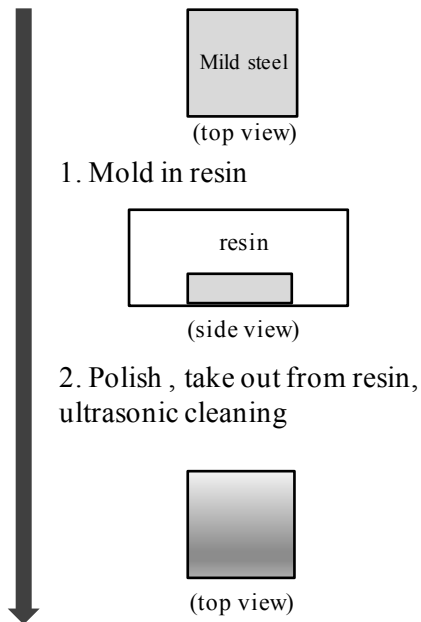 Mild steel
(top view)
1. Mold in resin
resin
(side view)
2. Polish , take out from resin,
ultrasonic cleaning
(top view)